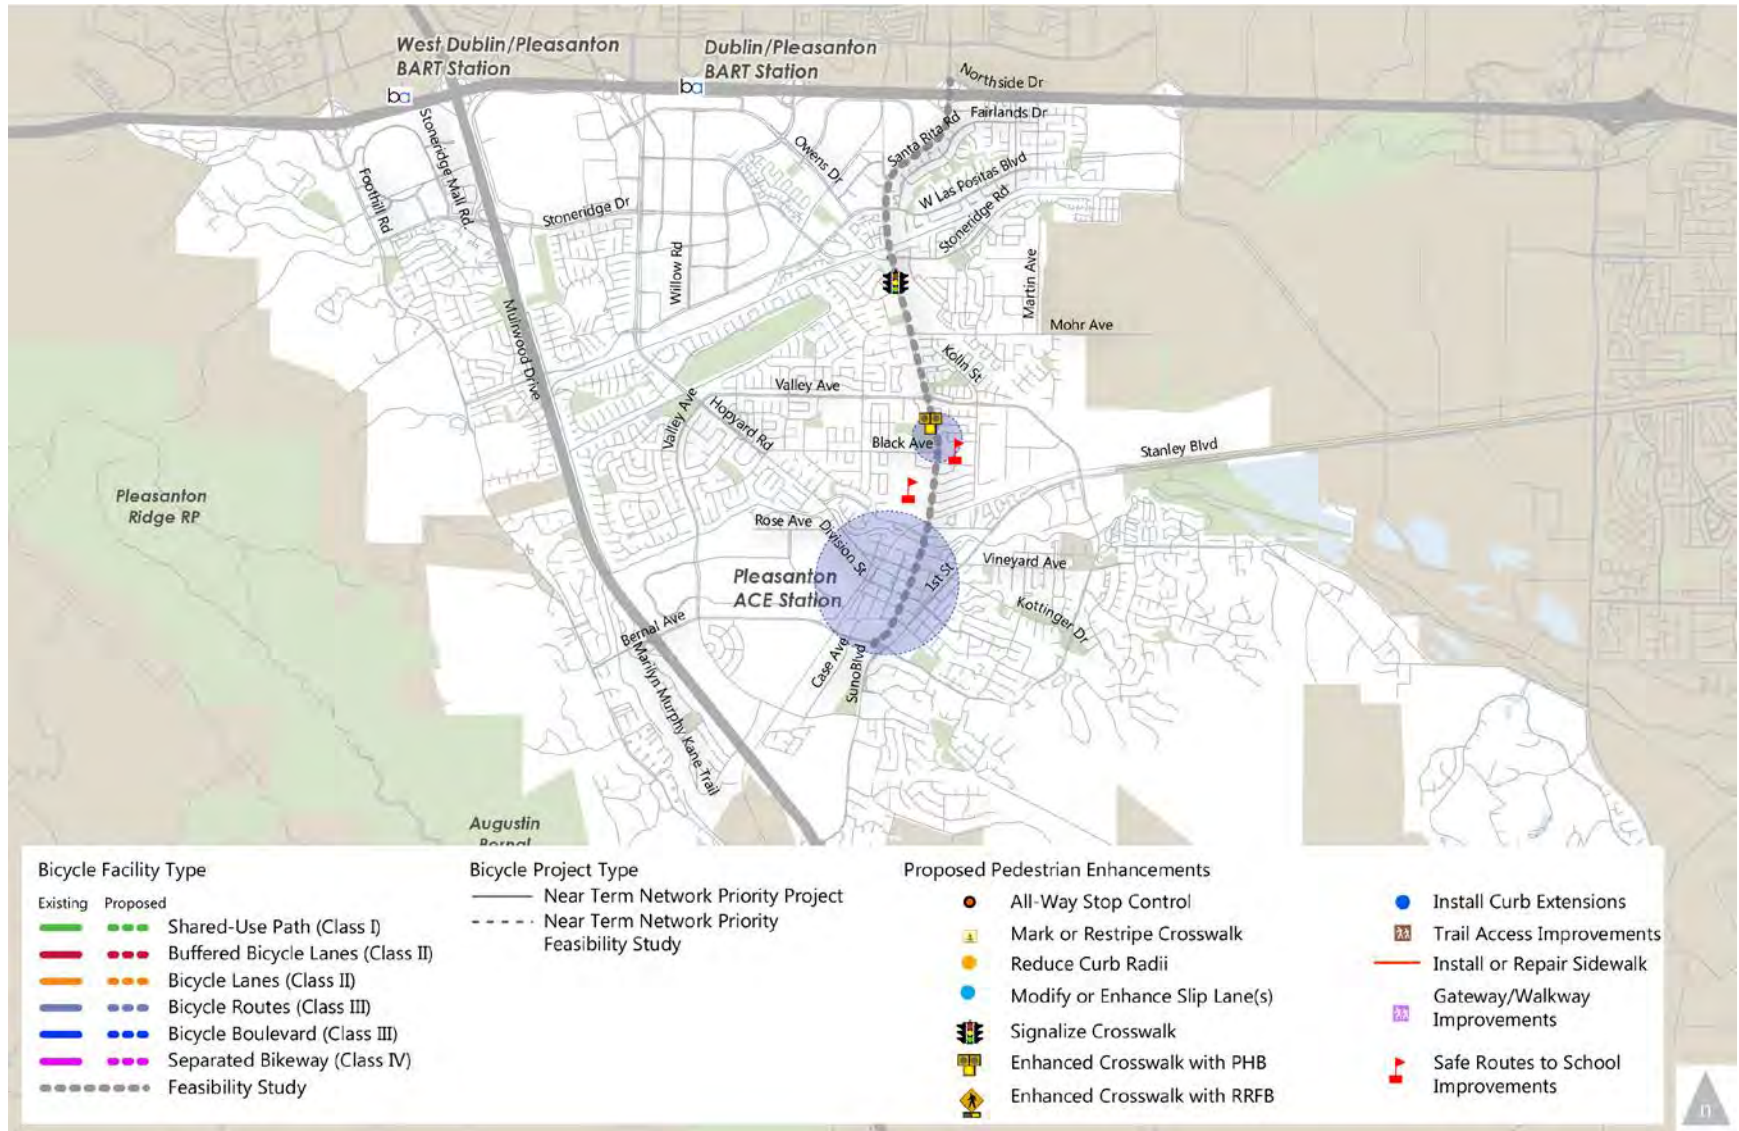 West Dublin/Pleasanton
BART Station
Dublin/Pleasanton
BART Station
ba
ba
Northside Dr
Fairlands Dr
Santa Rita Rd
Owens Dr
W Las Positas Blvd
Stoneridge Rd
Stoneridge Mall Rd.
Foothill Rd
Stoneridge Dr
Willow Rd
Martin Ave
Muirwood Drive
Mohr Ave
Kolln St
Valley Ave
Valley Ave
Hopyard Rd
Black Ave
Stanley Blvd
Pleasanton
Ridge RP
Rose Ave
Division St
Vineyard Ave
1st St
Pleasanton
ACE Station
Kottinger Dr
Bernal Ave
Case Ave
SunoBlvd
Marilyn Murphy Kane Trail
Augustin
Bernal
Bicycle Facility Type
Existing Proposed
Shared-Use Path (Class I)
Buffered Bicycle Lanes (Class II)
Bicycle Lanes (Class II)
Bicycle Routes (Class III)
Bicycle Boulevard (Class III)
Separated Bikeway (Class IV)
Feasibility Study
Bicycle Project Type
Near Term Network Priority Project
Near Term Network Priority
Feasibility Study
Proposed Pedestrian Enhancements
All-Way Stop Control
Mark or Restripe Crosswalk
Reduce Curb Radii
Modify or Enhance Slip Lane(s)
Signalize Crosswalk
Enhanced Crosswalk with PHB
Enhanced Crosswalk with RRFB
Install Curb Extensions
Trail Access Improvements
Install or Repair Sidewalk
Gateway/Walkway
Improvements
Safe Routes to School
Improvements
n